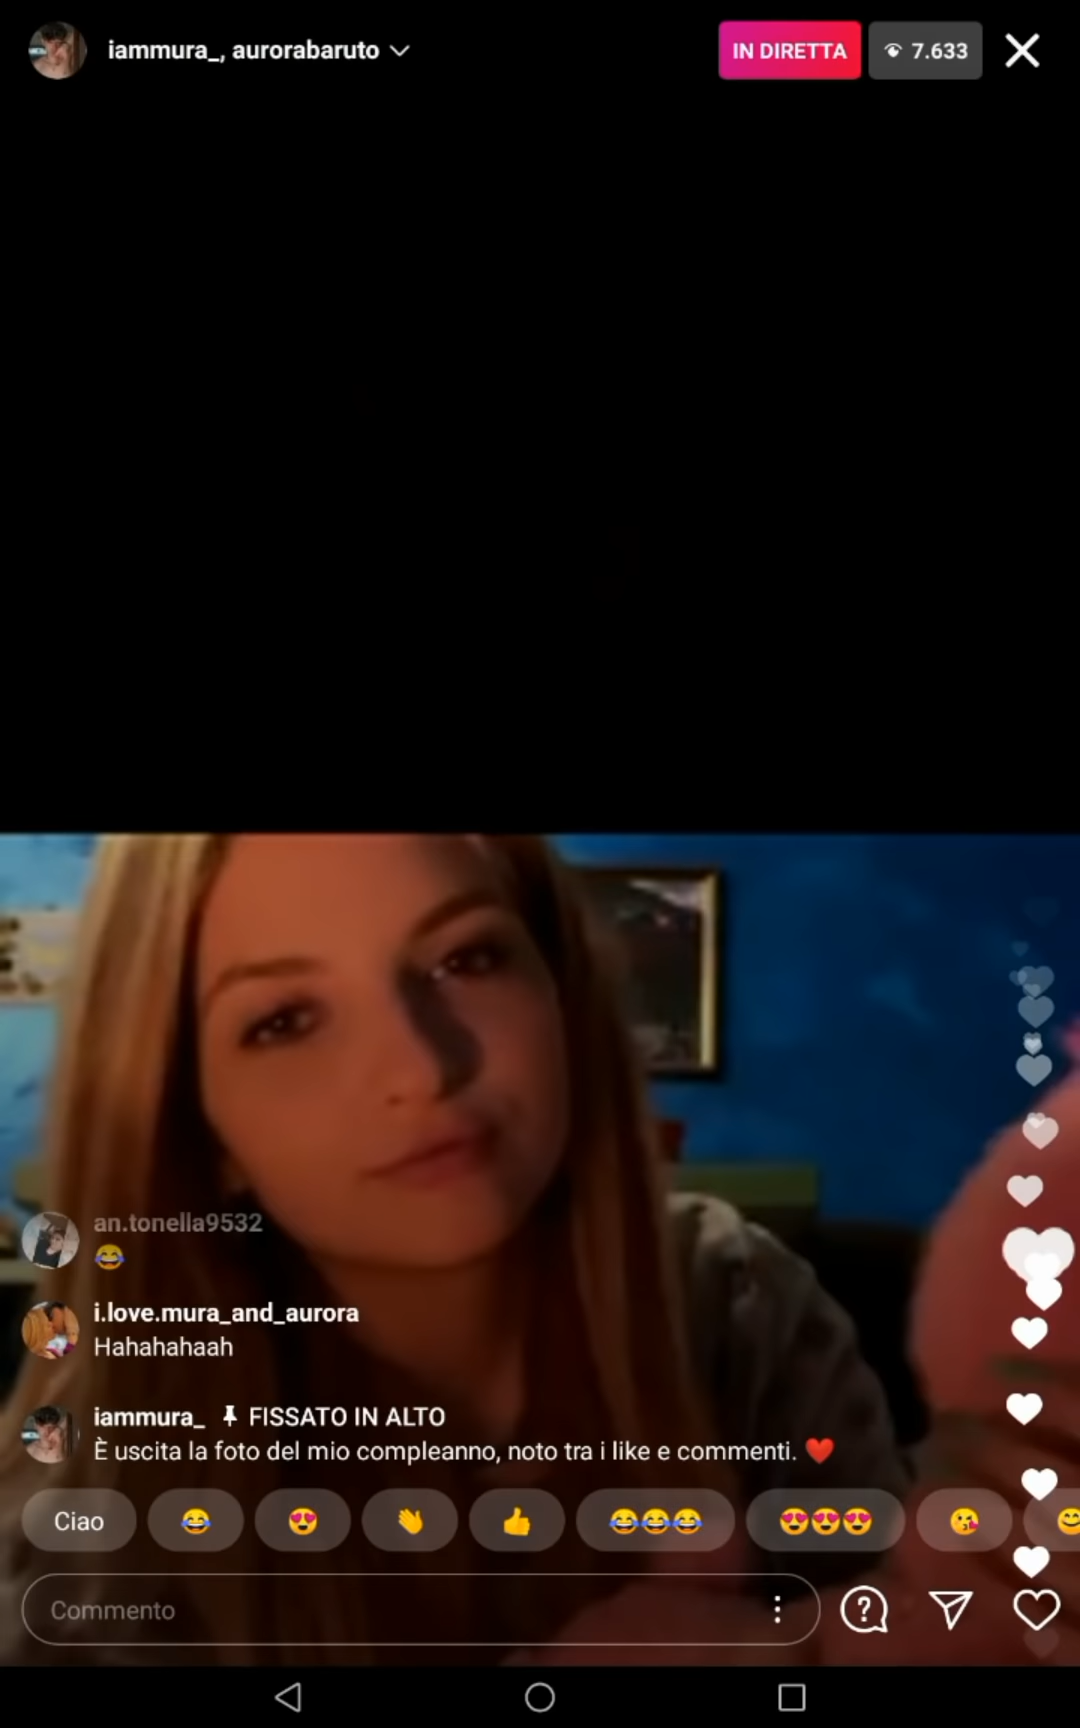 iammura_, aurorabaruto
IN DIRETTA
7.633
an.tonella9532
😂
i.love.mura_and_aurora
Hahahahaah
iammura_ 📌 FISSATO IN ALTO
È uscita la foto del mio compleanno, noto tra i like e commenti. ❤️
Ciao 😂 😍 👏 👍 😂😂😂 😍😍😍 😘 😊
Commento